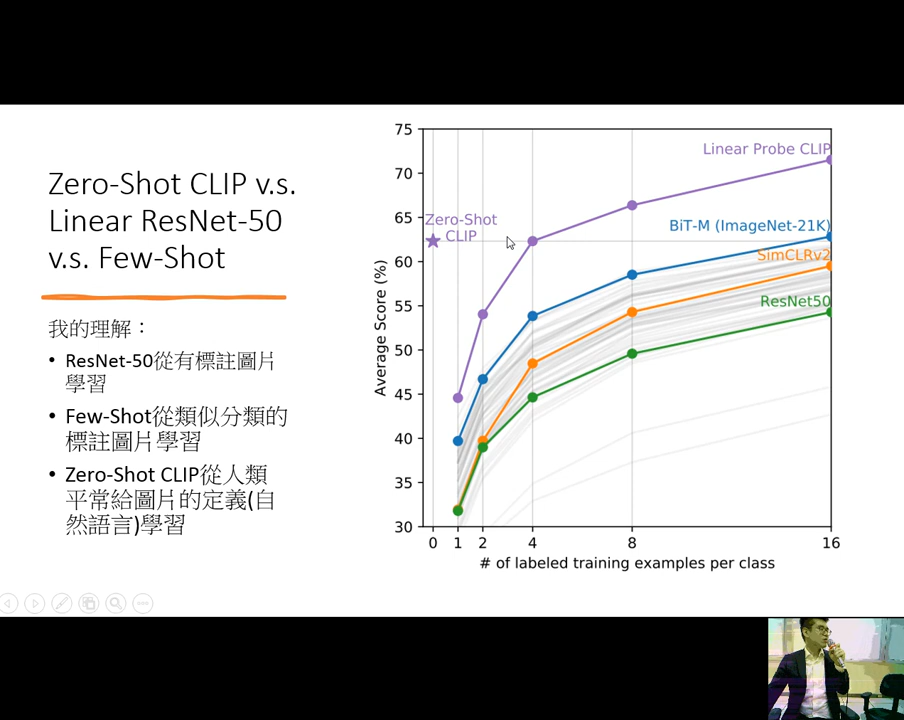 Zero-Shot CLIP v.s.
Linear ResNet-50
v.s. Few-Shot
我的理解：
• ResNet-50從有標註圖片
學習
• Few-Shot從類似分類的
標註圖片學習
• Zero-Shot CLIP從人類
平常給圖片的定義(自
然語言)學習
75
70
65
60
55
50
45
40
35
30
Average Score (%)
Linear Probe CLIP
Zero-Shot
CLIP
BiT-M (ImageNet-21K)
SimCLRv2
ResNet50
0 1 2 4 8 16
# of labeled training examples per class